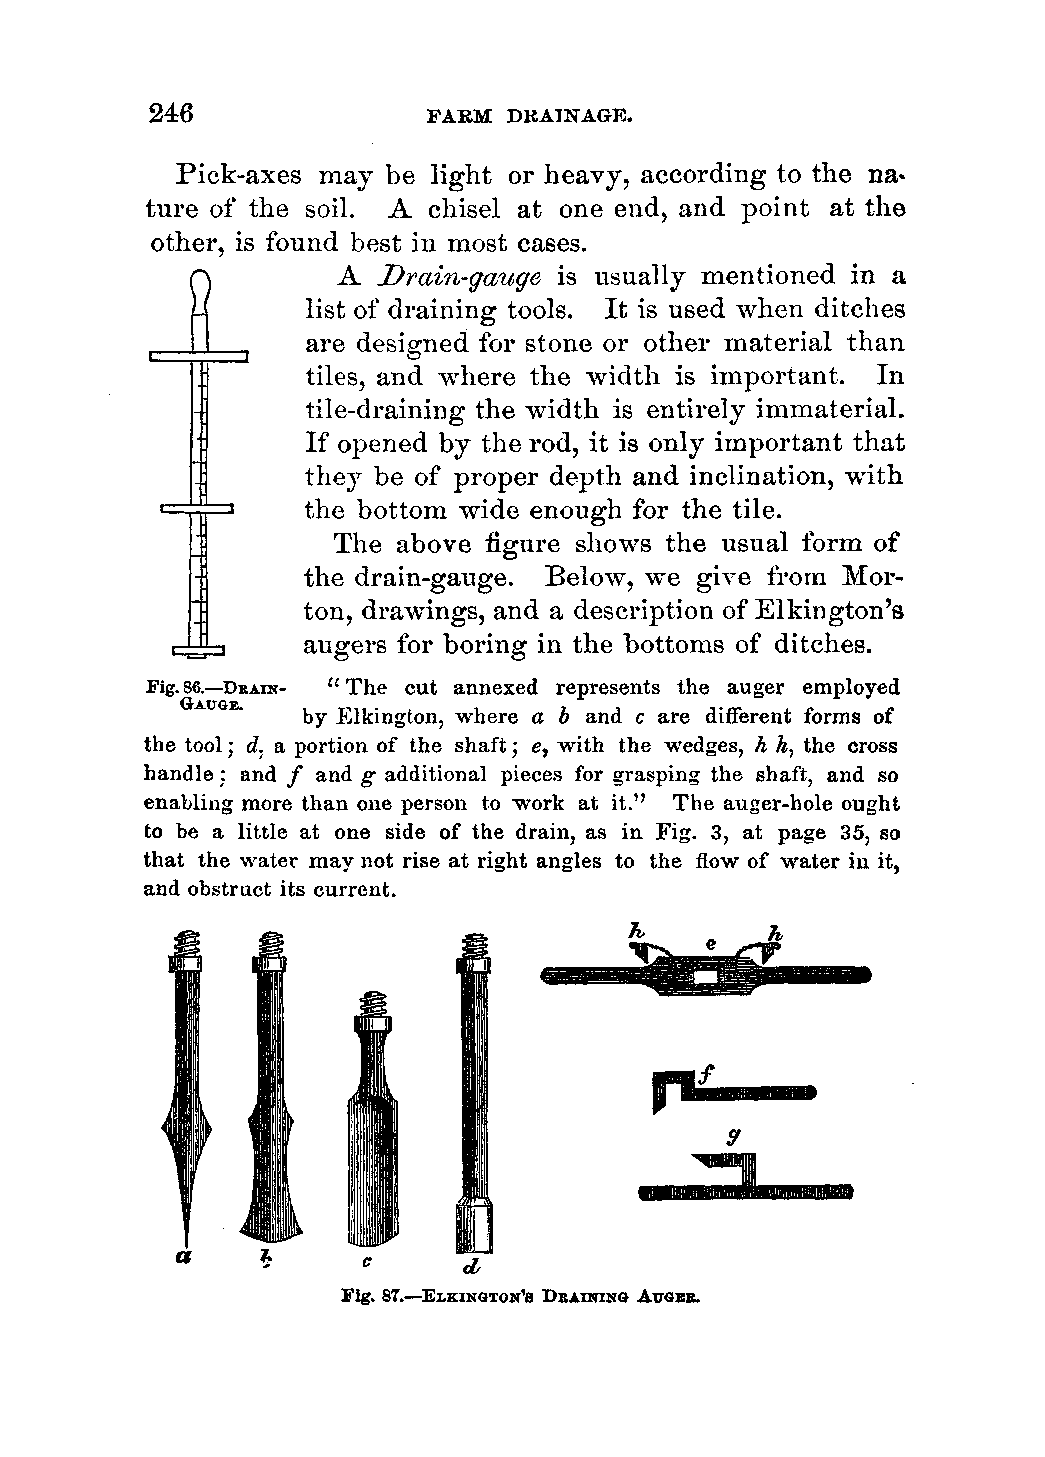 246 FARM DRAINAGE.
Pick-axes may be light or heavy, according to the na-
ture of the soil. A chisel at one end, and point at the
other, is found best in most cases.
A Drain-gauge is usually mentioned in a
list of draining tools. It is used when ditches
are designed for stone or other material than
tiles, and where the width is important. In
tile-draining the width is entirely immaterial.
If opened by the rod, it is only important that
they be of proper depth and inclination, with
the bottom wide enough for the tile.
The above figure shows the usual form of
the drain-gauge. Below, we give from Mor-
ton, drawings, and a description of Elkington's
augers for boring in the bottoms of ditches.
Fig. 86.—DRAIN-
GAUGE.
"The cut annexed represents the auger employed
by Elkington, where a b and c are different forms of
the tool; d, a portion of the shaft; e, with the wedges, h h, the cross
handle; and f and g additional pieces for grasping the shaft, and so
enabling more than one person to work at it." The auger-hole ought
to be a little at one side of the drain, as in Fig. 3, at page 35, so
that the water may not rise at right angles to the flow of water in it,
and obstruct its current.
h e h
f
g
a b c d
Fig. 87.—ELKINGTON'S DRAINING AUGER.